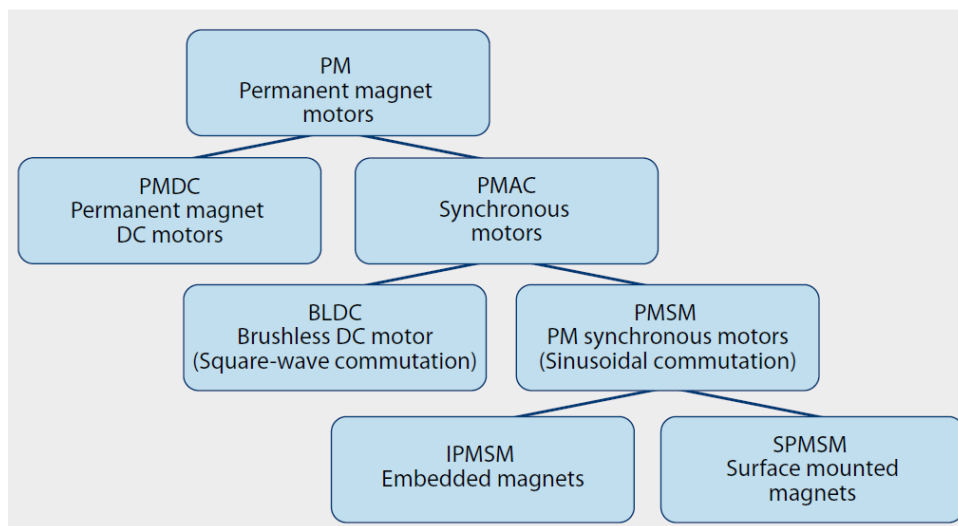 PM
Permanent magnet
motors
PMDC
Permanent magnet
DC motors
PMAC
Synchronous
motors
BLDC
Brushless DC motor
(Square-wave commutation)
PMSM
PM synchronous motors
(Sinusoidal commutation)
IPMSM
Embedded magnets
SPMSM
Surface mounted
magnets